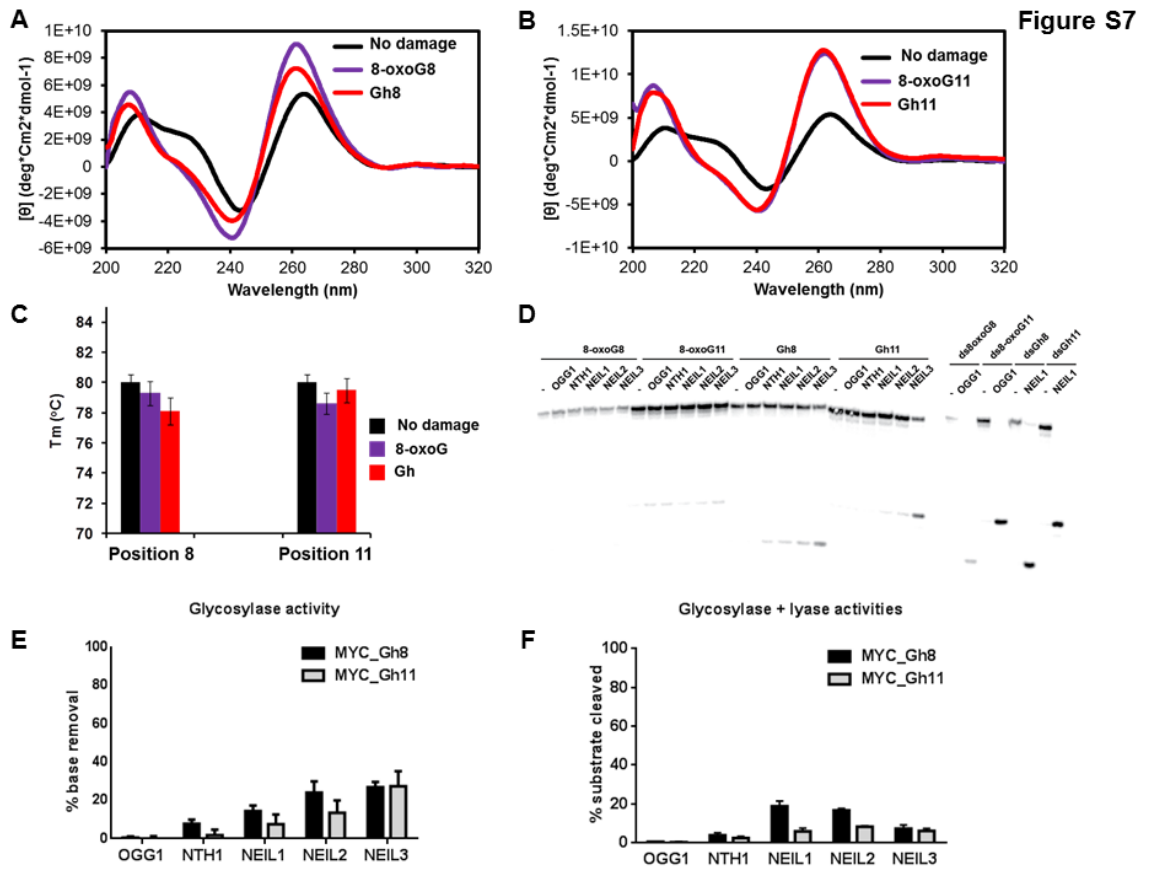 Figure S7
A
1E+10
8E+09
6E+09
4E+09
2E+09
0
-2E+09
-4E+09
-6E+09
[θ] (deg*Cm2*dmol-1)
200 220 240 260 280 300 320
Wavelength (nm)
No damage
8-oxoG8
Gh8
B
1.5E+10
1E+10
5E+09
0
-5E+09
-1E+10
[θ] (deg*Cm2*dmol-1)
200 220 240 260 280 300 320
Wavelength (nm)
No damage
8-oxoG11
Gh11
C
84
82
80
78
76
74
72
70
Tm (°C)
Position 8 Position 11
No damage
8-oxoG
Gh
D
8-oxoG8 8-oxoG11 Gh8 Gh11
ds8oxoG8 ds8-oxoG11 dsGh8 dsGh11
- OGG1 NTH1 NEIL1 NEIL2 NEIL3 - OGG1 NTH1 NEIL1 NEIL2 NEIL3 - OGG1 NTH1 NEIL1 NEIL2 NEIL3 - OGG1 NTH1 NEIL1 NEIL2 NEIL3 - OGG1 - OGG1 - NEIL1 - NEIL1
Glycosylase activity
E
100
80
60
40
20
0
% base removal
MYC_Gh8
MYC_Gh11
OGG1 NTH1 NEIL1 NEIL2 NEIL3
Glycosylase + lyase activities
F
100
80
60
40
20
0
% substrate cleaved
MYC_Gh8
MYC_Gh11
OGG1 NTH1 NEIL1 NEIL2 NEIL3